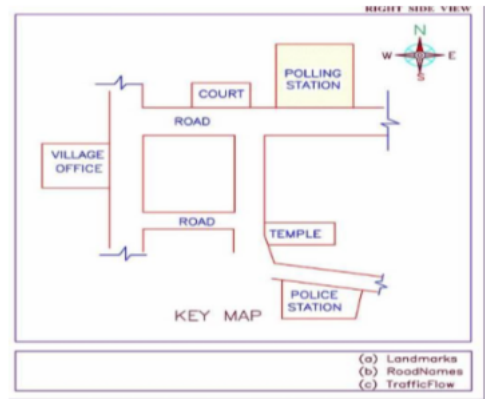 RIGHT SIDE VIEW
N
W E
S
POLLING
STATION
COURT
ROAD
VILLAGE
OFFICE
ROAD
TEMPLE
POLICE
STATION
KEY MAP
(a) Landmarks
(b) RoadNames
(c) TrafficFlow